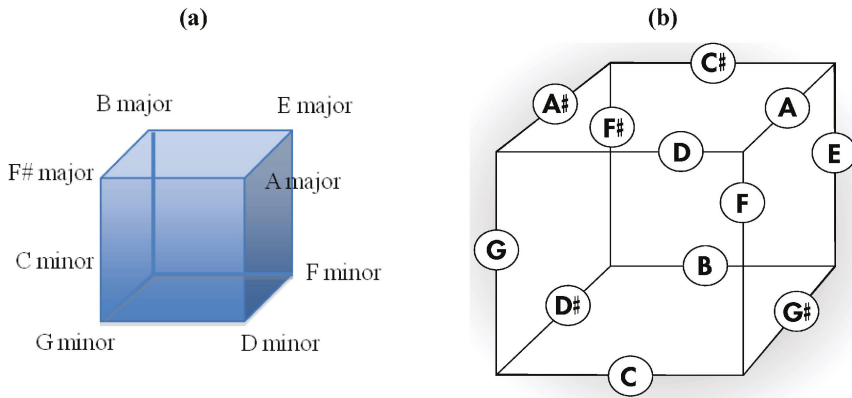 (a)
(b)
B major
E major
F# major
A major
C minor
F minor
G minor
D minor
C♯
A♯
A
F♯
D
E
F
G
B
D♯
G♯
C